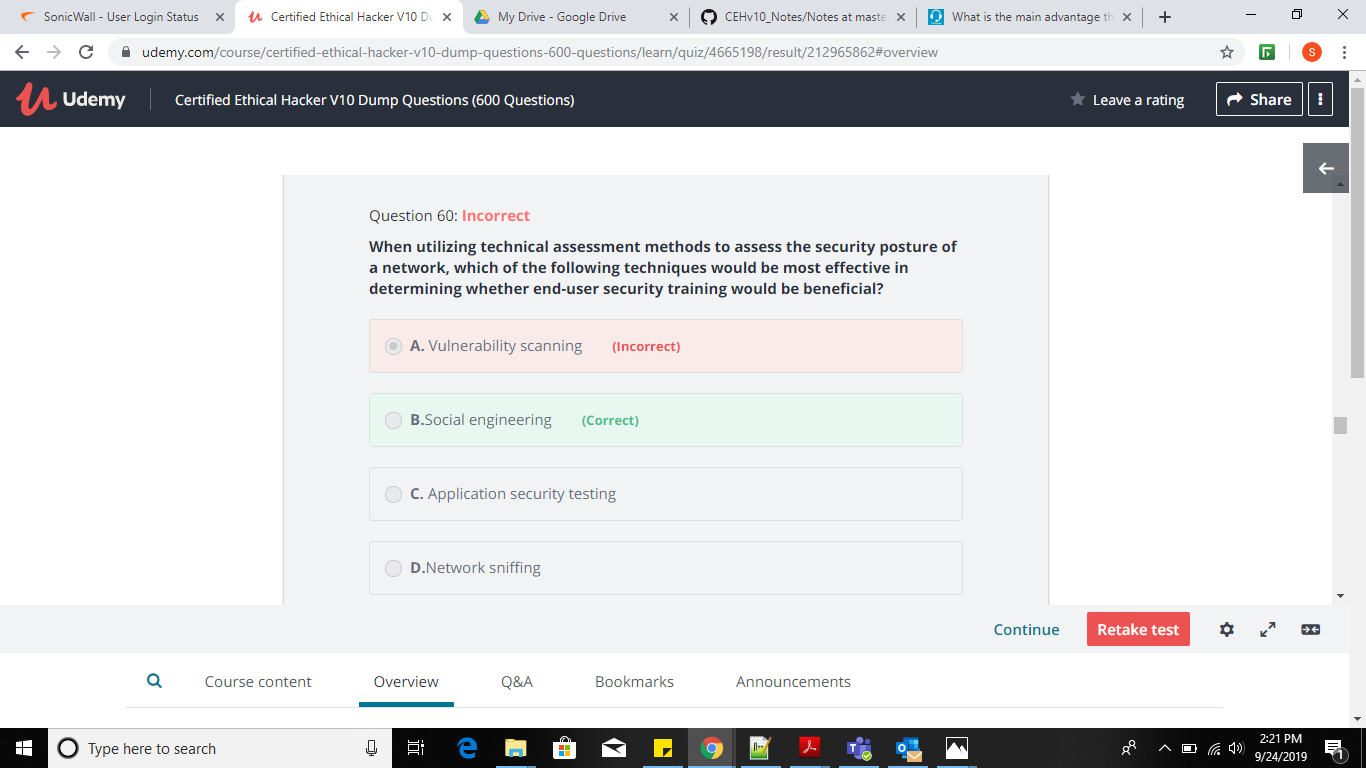 SonicWall - User Login Status
Certified Ethical Hacker V10 Du
My Drive - Google Drive
CEHv10_Notes/Notes at maste
What is the main advantage th
udemy.com/course/certified-ethical-hacker-v10-dump-questions-600-questions/learn/quiz/4665198/result/212965862#overview
S
Udemy
Certified Ethical Hacker V10 Dump Questions (600 Questions)
Leave a rating
Share
Question 60: Incorrect
When utilizing technical assessment methods to assess the security posture of
a network, which of the following techniques would be most effective in
determining whether end-user security training would be beneficial?
A. Vulnerability scanning (Incorrect)
B.Social engineering (Correct)
C. Application security testing
D.Network sniffing
Continue
Retake test
Course content
Overview
Q&A
Bookmarks
Announcements
Type here to search
2:21 PM
9/24/2019
1